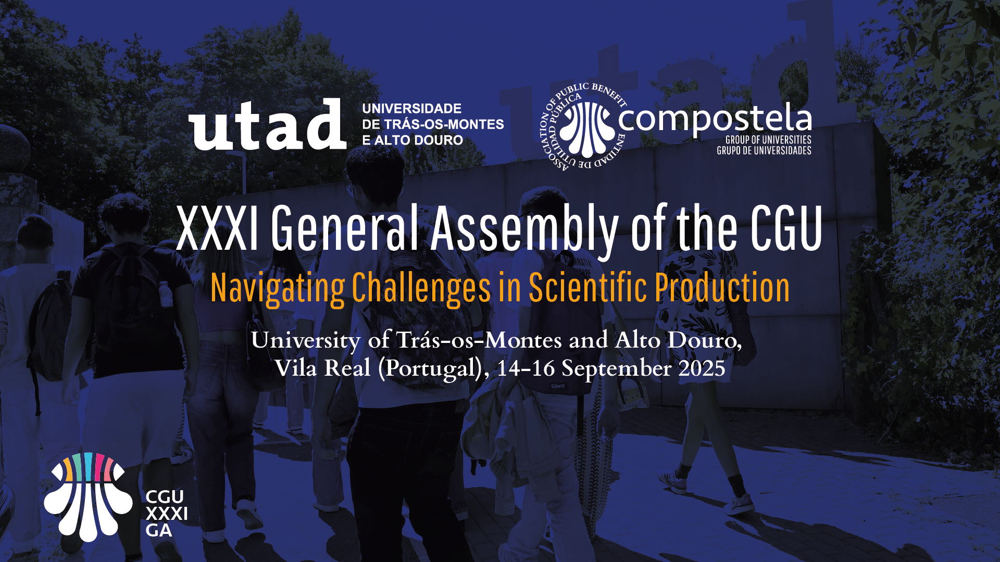 utad
UNIVERSIDADE
DE TRÁS-OS-MONTES
E ALTO DOURO
ASSOCIATION OF PUBLIC BENEFIT
ENTIDAD DE UTILIDAD PÚBLICA
compostela
GROUP OF UNIVERSITIES
GRUPO DE UNIVERSIDADES
utad
XXXI General Assembly of the CGU
Navigating Challenges in Scientific Production
University of Trás-os-Montes and Alto Douro,
Vila Real (Portugal), 14-16 September 2025
Ghuts
CGU
XXXI
GA